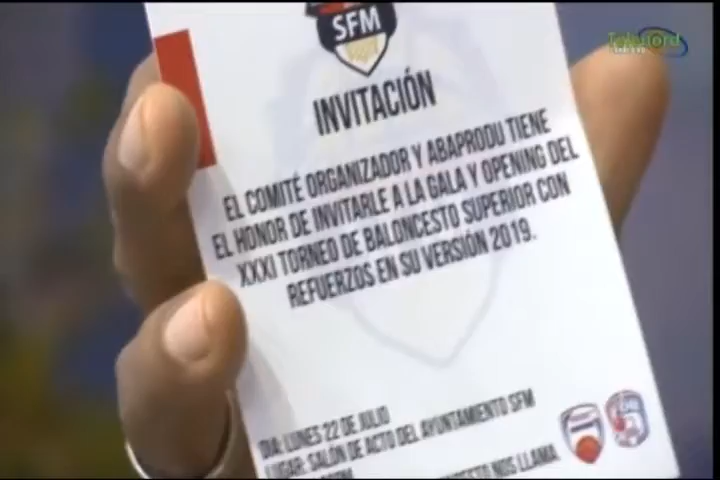 Telenord
SFM
INVITACIÓN
EL COMITÉ ORGANIZADOR Y ABAPRODU TIENE
EL HONOR DE INVITARLE A LA GALA Y OPENING DEL
XXXI TORNEO DE BALONCESTO SUPERIOR CON
REFUERZOS EN SU VERSIÓN 2019.
DIA: LUNES 22 DE JULIO
LUGAR: SALÓN DE ACTO DEL AYUNTAMIENTO SFM
NOS LLAMA